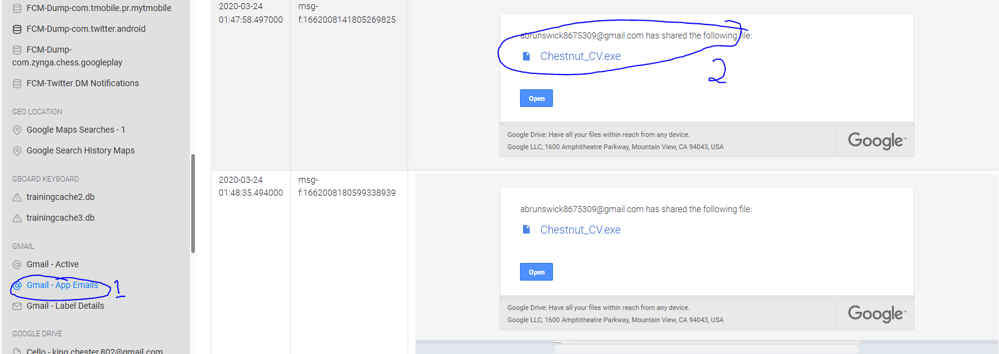 FCM-Dump-com.tmobile.pr.mytmobile
FCM-Dump-com.twitter.android
FCM-Dump-
com.zynga.chess.googleplay
FCM-Twitter DM Notifications
GEO LOCATION
Google Maps Searches - 1
Google Search History Maps
GBOARD KEYBOARD
trainingcache2.db
trainingcache3.db
GMAIL
Gmail - Active
Gmail - App Emails
1
Gmail - Label Details
GOOGLE DRIVE
Cello - king.chester.802@gmail.com
2020-03-24
01:47:58.497000
msg-
f:1662008141805269825
abrunswick8675309@gmail.com has shared the following file:
Chestnut_CV.exe
2
Open
Google Drive: Have all your files within reach from any device.
Google LLC, 1600 Amphitheatre Parkway, Mountain View, CA 94043, USA
Google™
2020-03-24
01:48:35.494000
msg-
f:1662008180599338939
abrunswick8675309@gmail.com has shared the following file:
Chestnut_CV.exe
Open
Google Drive: Have all your files within reach from any device.
Google LLC, 1600 Amphitheatre Parkway, Mountain View, CA 94043, USA
Google™